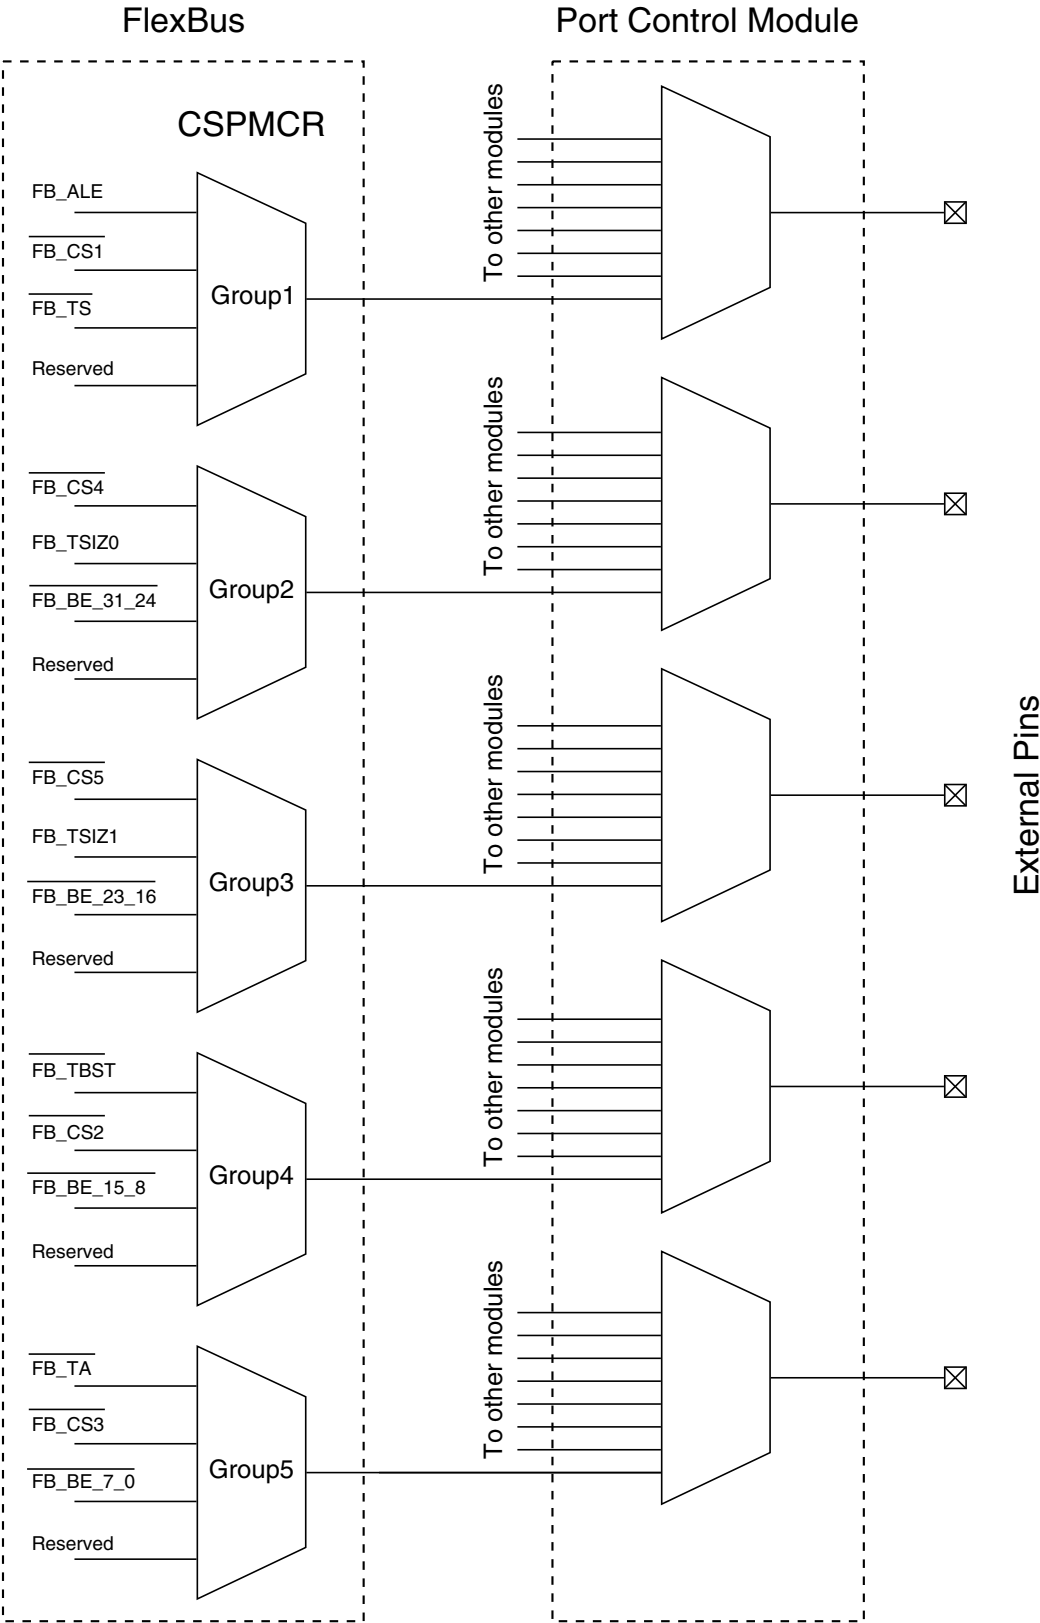 FlexBus
Port Control Module
CSPMCR
FB_ALE
FB_CS1
FB_TS
Reserved
Group1
To other modules
FB_CS4
FB_TSIZ0
FB_BE_31_24
Reserved
Group2
To other modules
FB_CS5
FB_TSIZ1
FB_BE_23_16
Reserved
Group3
To other modules
FB_TBST
FB_CS2
FB_BE_15_8
Reserved
Group4
To other modules
FB_TA
FB_CS3
FB_BE_7_0
Reserved
Group5
To other modules
External Pins